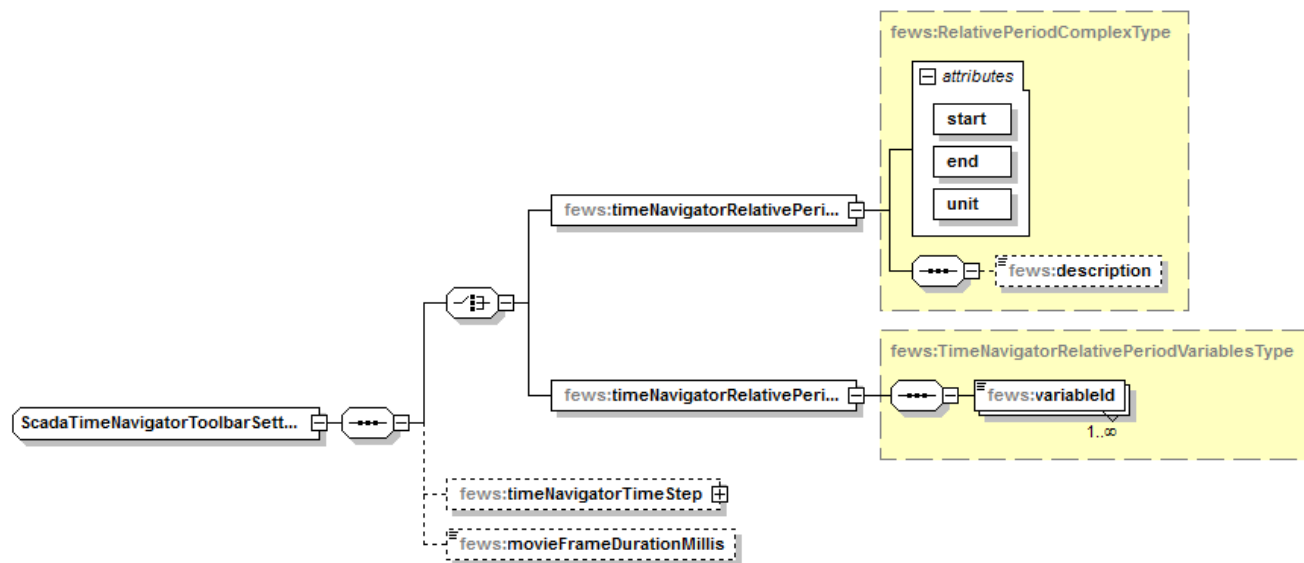 fews:RelativePeriodComplexType
attributes
start
end
unit
fews:timeNavigatorRelativePeri...
fews:description
fews:TimeNavigatorRelativePeriodVariablesType
fews:timeNavigatorRelativePeri...
fews:variableId
1..∞
ScadaTimeNavigatorToolbarSett...
fews:timeNavigatorTimeStep
fews:movieFrameDurationMillis